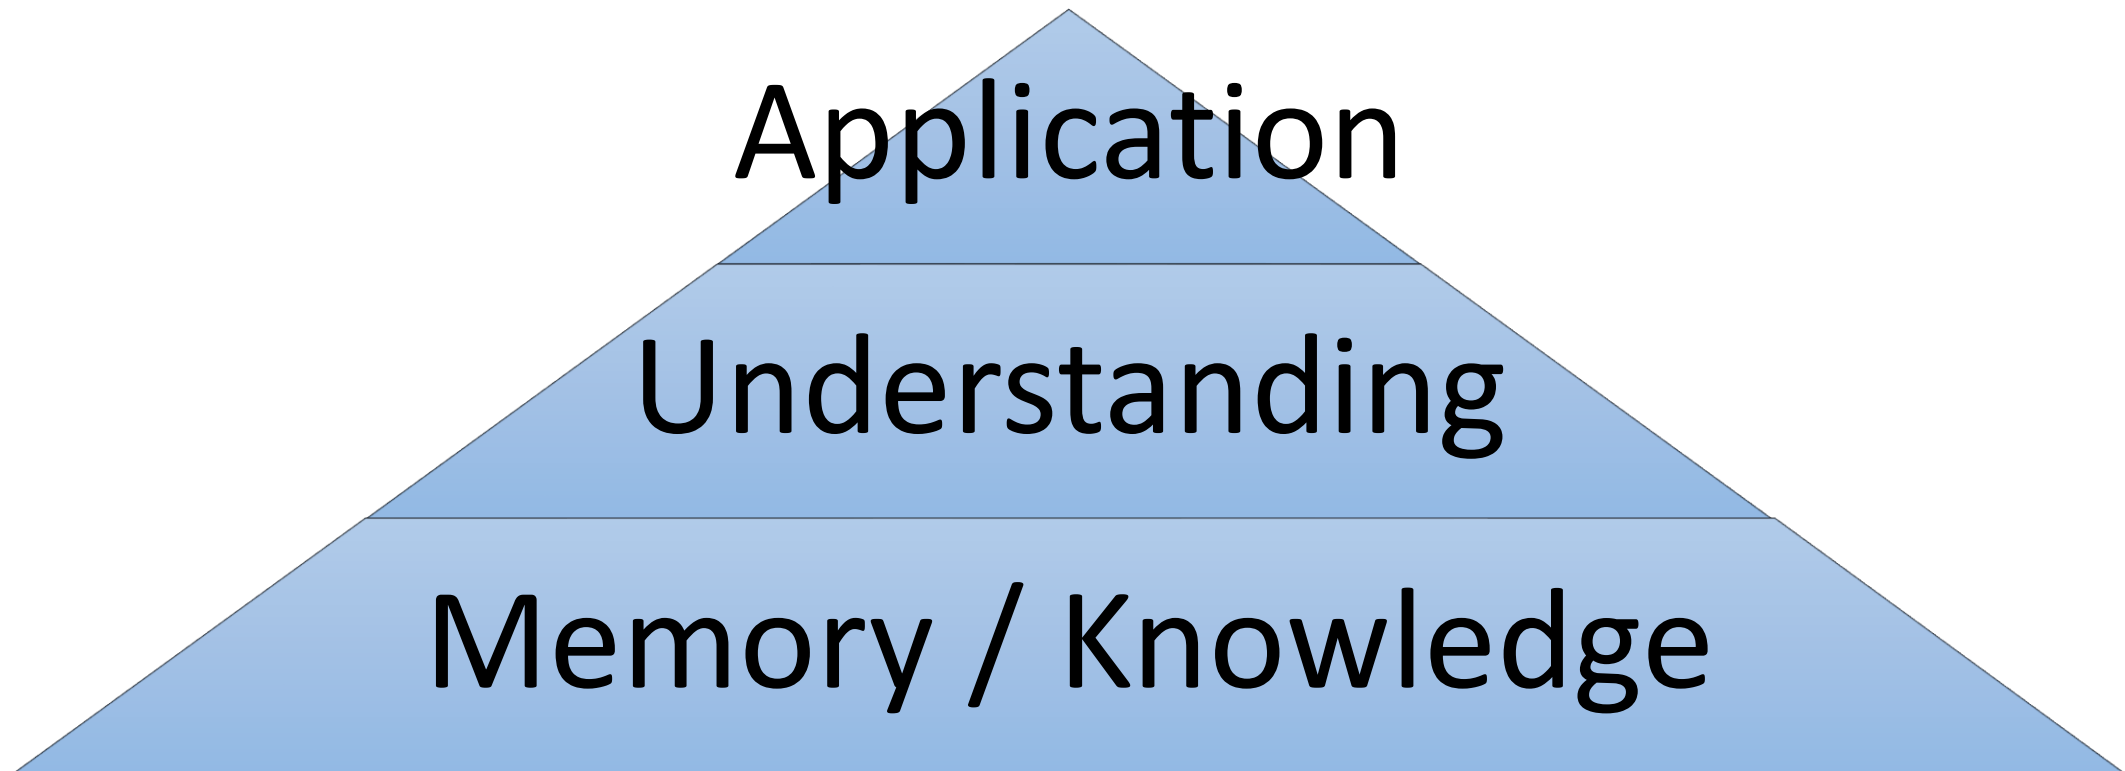 Application
Understanding
Memory / Knowledge